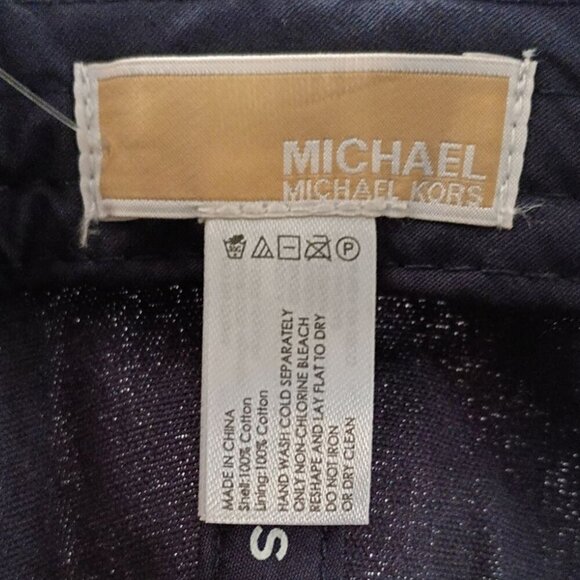 MICHAEL
MICHAEL KORS
P
MADE IN CHINA
Shell: 100% Cotton
Lining: 100% Cotton
HAND WASH COLD SEPARATELY
ONLY NON-CHLORINE BLEACH
RESHAPE AND LAY FLAT TO DRY
DO NOT IRON
OR DRY CLEAN
S